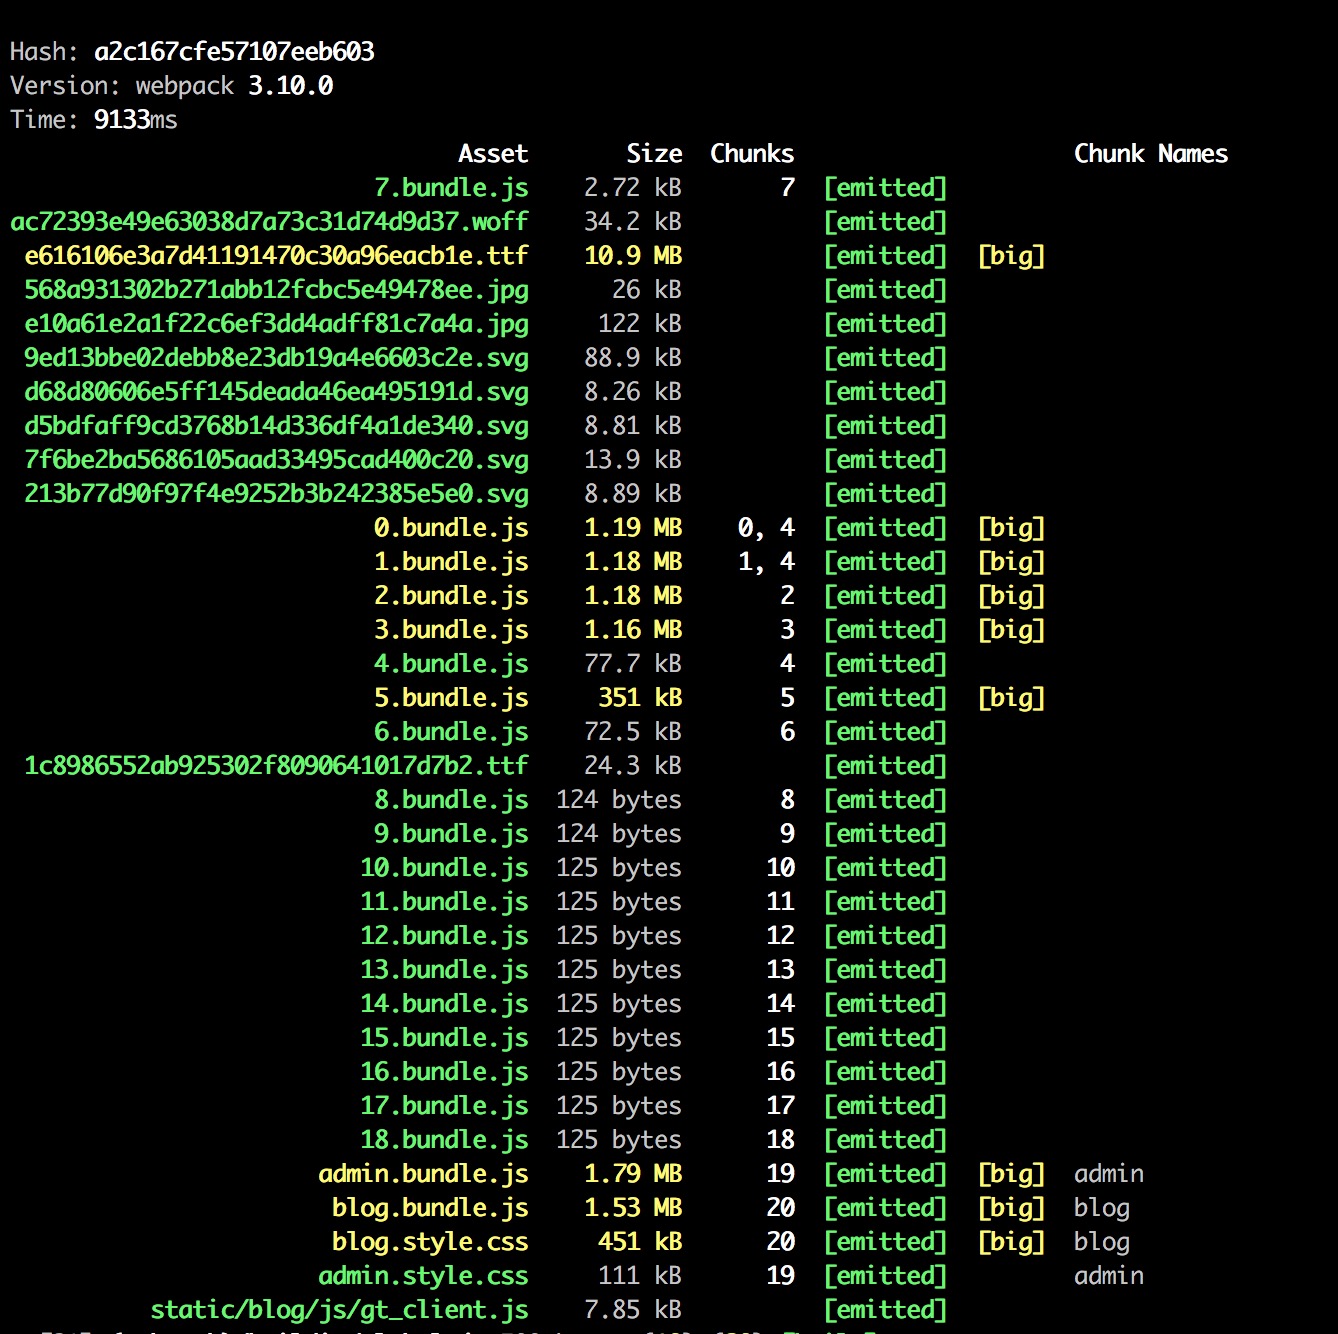 Hash: a2c167cfe57107eeb603
Version: webpack 3.10.0
Time: 9133ms
Asset Size Chunks Chunk Names
7.bundle.js 2.72 kB 7 [emitted]
ac72393e49e63038d7a73c31d74d9d37.woff 34.2 kB [emitted]
e616106e3a7d41191470c30a96eacb1e.ttf 10.9 MB [emitted] [big]
568a931302b271abb12fcbc5e49478ee.jpg 26 kB [emitted]
e10a61e2a1f22c6ef3dd4adff81c7a4a.jpg 122 kB [emitted]
9ed13bbe02debb8e23db19a4e6603c2e.svg 88.9 kB [emitted]
d68d80606e5ff145deada46ea495191d.svg 8.26 kB [emitted]
d5bdfaff9cd3768b14d336df4a1de340.svg 8.81 kB [emitted]
7f6be2ba5686105aad33495cad400c20.svg 13.9 kB [emitted]
213b77d90f97f4e9252b3b242385e5e0.svg 8.89 kB [emitted]
0.bundle.js 1.19 MB 0, 4 [emitted] [big]
1.bundle.js 1.18 MB 1, 4 [emitted] [big]
2.bundle.js 1.18 MB 2 [emitted] [big]
3.bundle.js 1.16 MB 3 [emitted] [big]
4.bundle.js 77.7 kB 4 [emitted]
5.bundle.js 351 kB 5 [emitted] [big]
6.bundle.js 72.5 kB 6 [emitted]
1c8986552ab925302f8090641017d7b2.ttf 24.3 kB [emitted]
8.bundle.js 124 bytes 8 [emitted]
9.bundle.js 124 bytes 9 [emitted]
10.bundle.js 125 bytes 10 [emitted]
11.bundle.js 125 bytes 11 [emitted]
12.bundle.js 125 bytes 12 [emitted]
13.bundle.js 125 bytes 13 [emitted]
14.bundle.js 125 bytes 14 [emitted]
15.bundle.js 125 bytes 15 [emitted]
16.bundle.js 125 bytes 16 [emitted]
17.bundle.js 125 bytes 17 [emitted]
18.bundle.js 125 bytes 18 [emitted]
admin.bundle.js 1.79 MB 19 [emitted] [big] admin
blog.bundle.js 1.53 MB 20 [emitted] [big] blog
blog.style.css 451 kB 20 [emitted] [big] blog
admin.style.css 111 kB 19 [emitted] admin
static/blog/js/gt_client.js 7.85 kB [emitted]